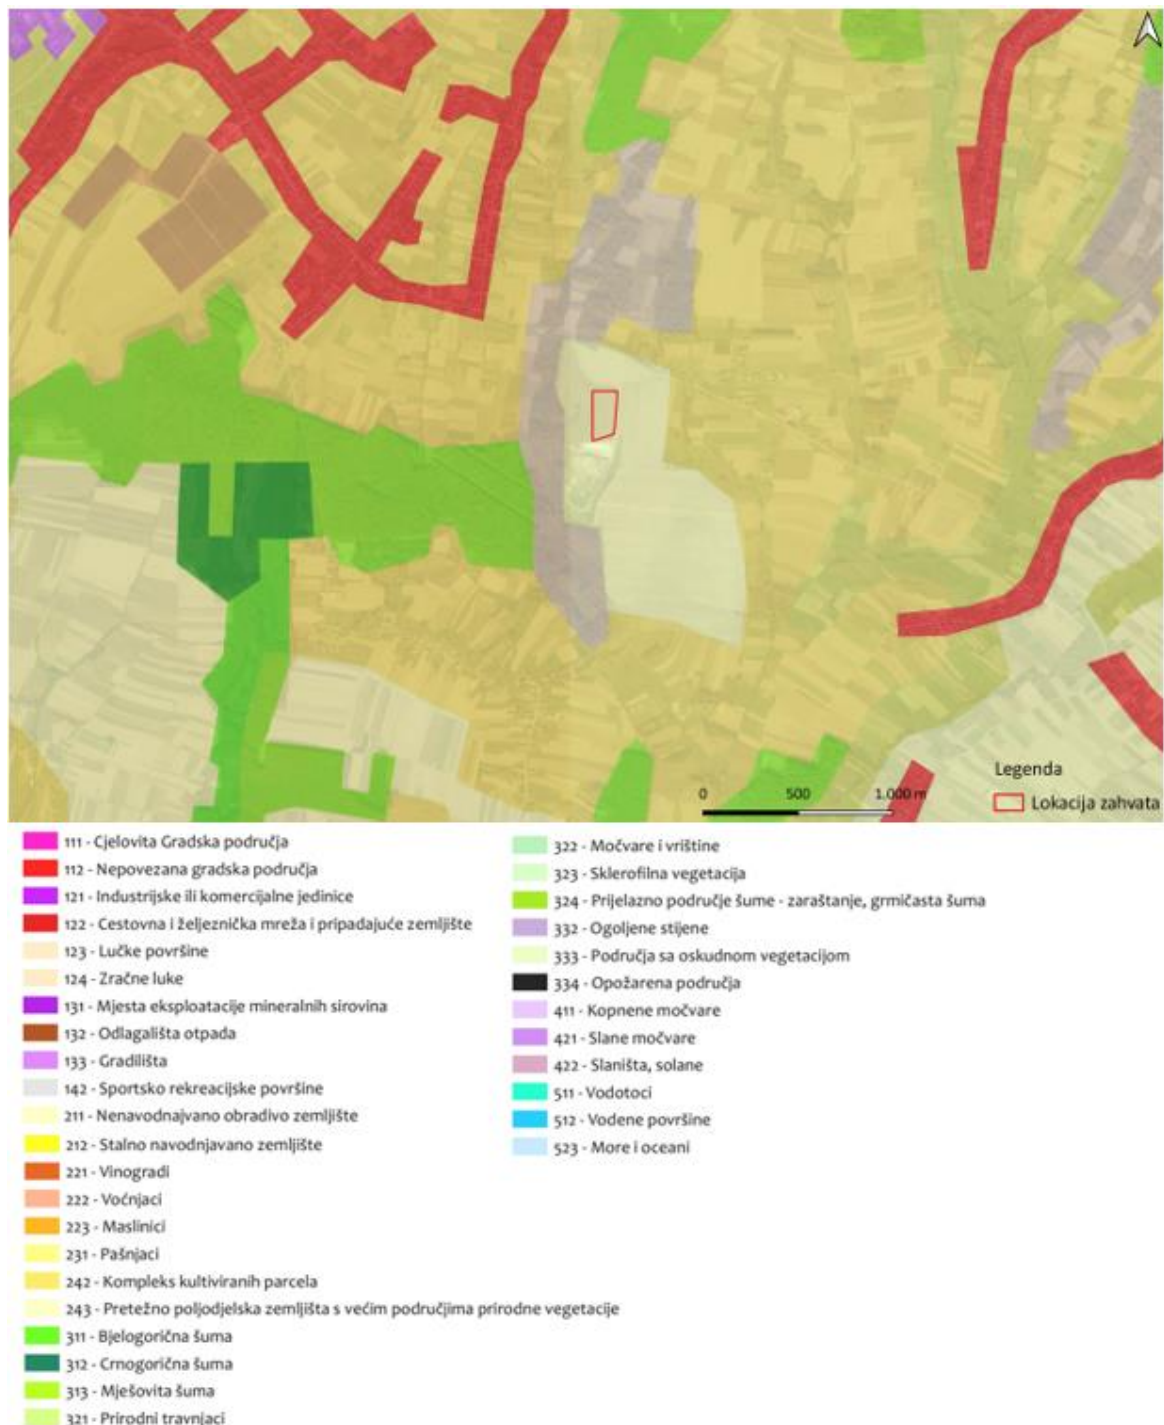 Legenda
0 500 1.000 m
Lokacija zahvata
111 - Cjelovita Gradska područja
112 - Nepovezana gradska područja
121 - Industrijske ili komercijalne jedinice
122 - Cestovna i željeznička mreža i pripadajuće zemljište
123 - Lučke površine
124 - Zračne luke
131 - Mjesta eksploatacije mineralnih sirovina
132 - Odlagališta otpada
133 - Gradilišta
142 - Sportsko rekreacijske površine
211 - Nenavodnajvano obradivo zemljište
212 - Stalno navodnjavano zemljište
221 - Vinogradi
222 - Voćnjaci
223 - Maslinici
231 - Pašnjaci
242 - Kompleks kultiviranih parcela
243 - Pretežno poljodjelska zemljišta s većim područjima prirodne vegetacije
311 - Bjelogorična šuma
312 - Crnogorična šuma
313 - Mješovita šuma
321 - Prirodni travnjaci
322 - Močvare i vrištine
323 - Sklerofilna vegetacija
324 - Prijelazno područje šume - zaraštanje, grmičasta šuma
332 - Ogoljene stijene
333 - Područja sa oskudnom vegetacijom
334 - Opožarena područja
411 - Kopnene močvare
421 - Slane močvare
422 - Slaništa, solane
511 - Vodotoci
512 - Vodene površine
523 - More i oceani